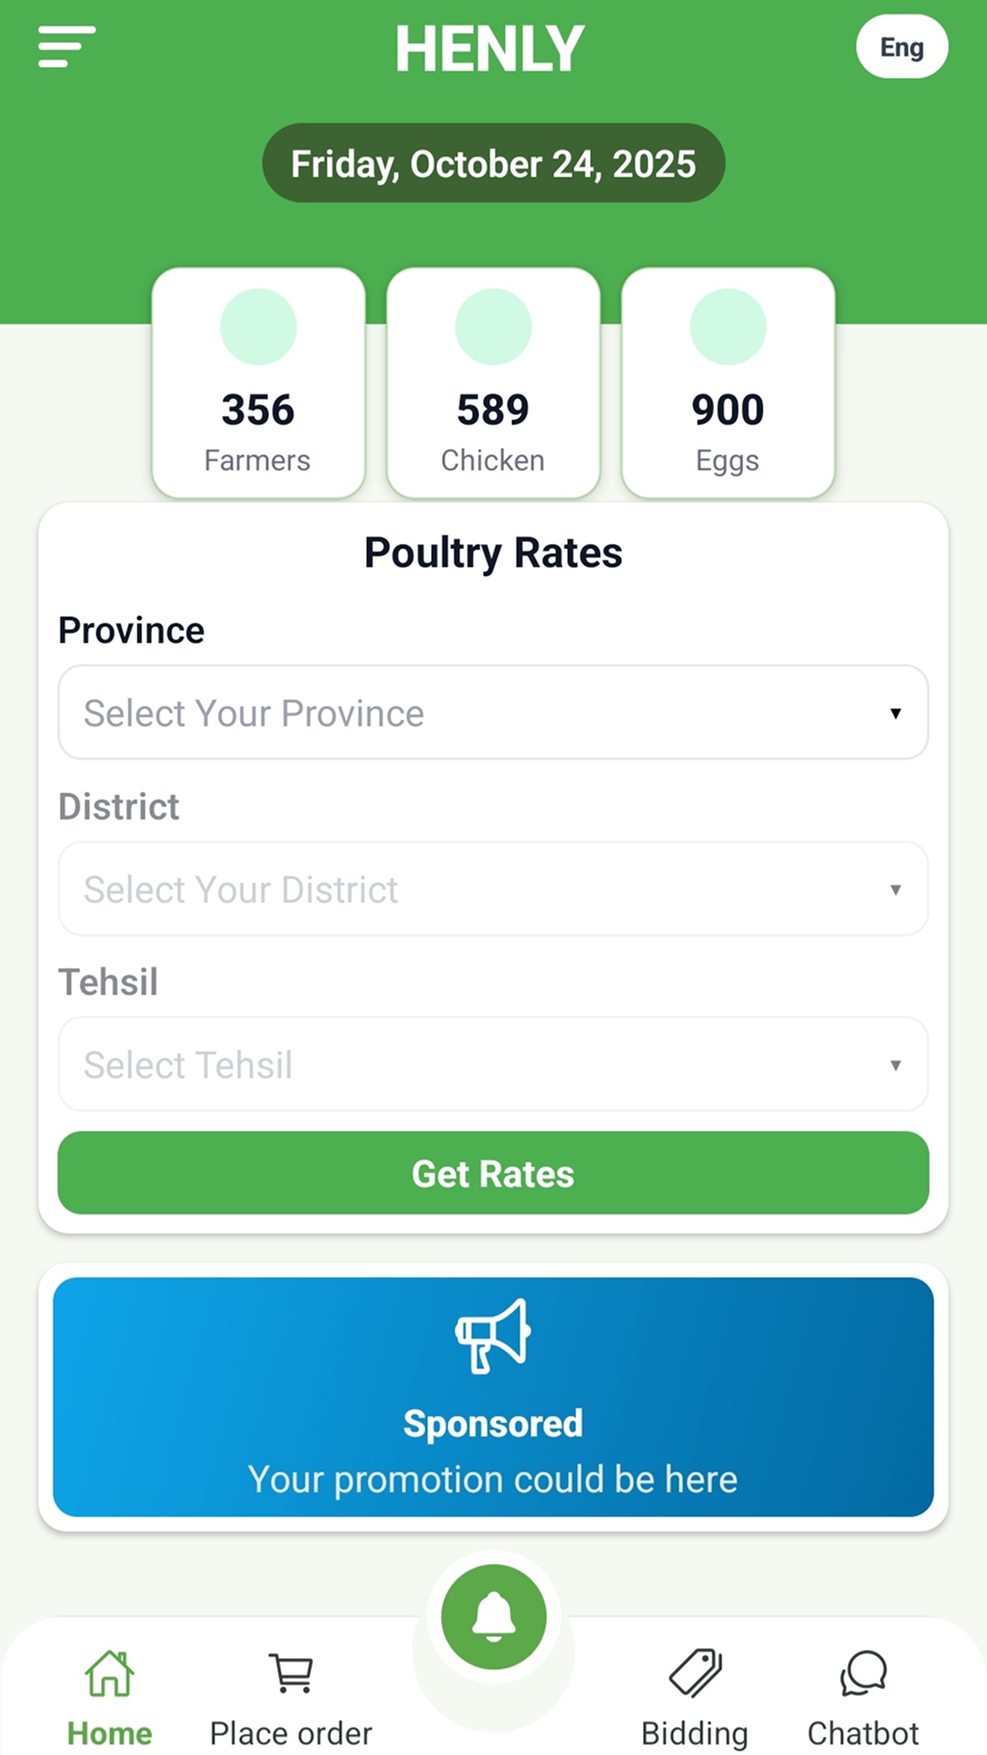 HENLY
Eng
Friday, October 24, 2025
356
Farmers
589
Chicken
900
Eggs
Poultry Rates
Province
Select Your Province
District
Select Your District
Tehsil
Select Tehsil
Get Rates
Sponsored
Your promotion could be here
Home
Place order
Bidding
Chatbot